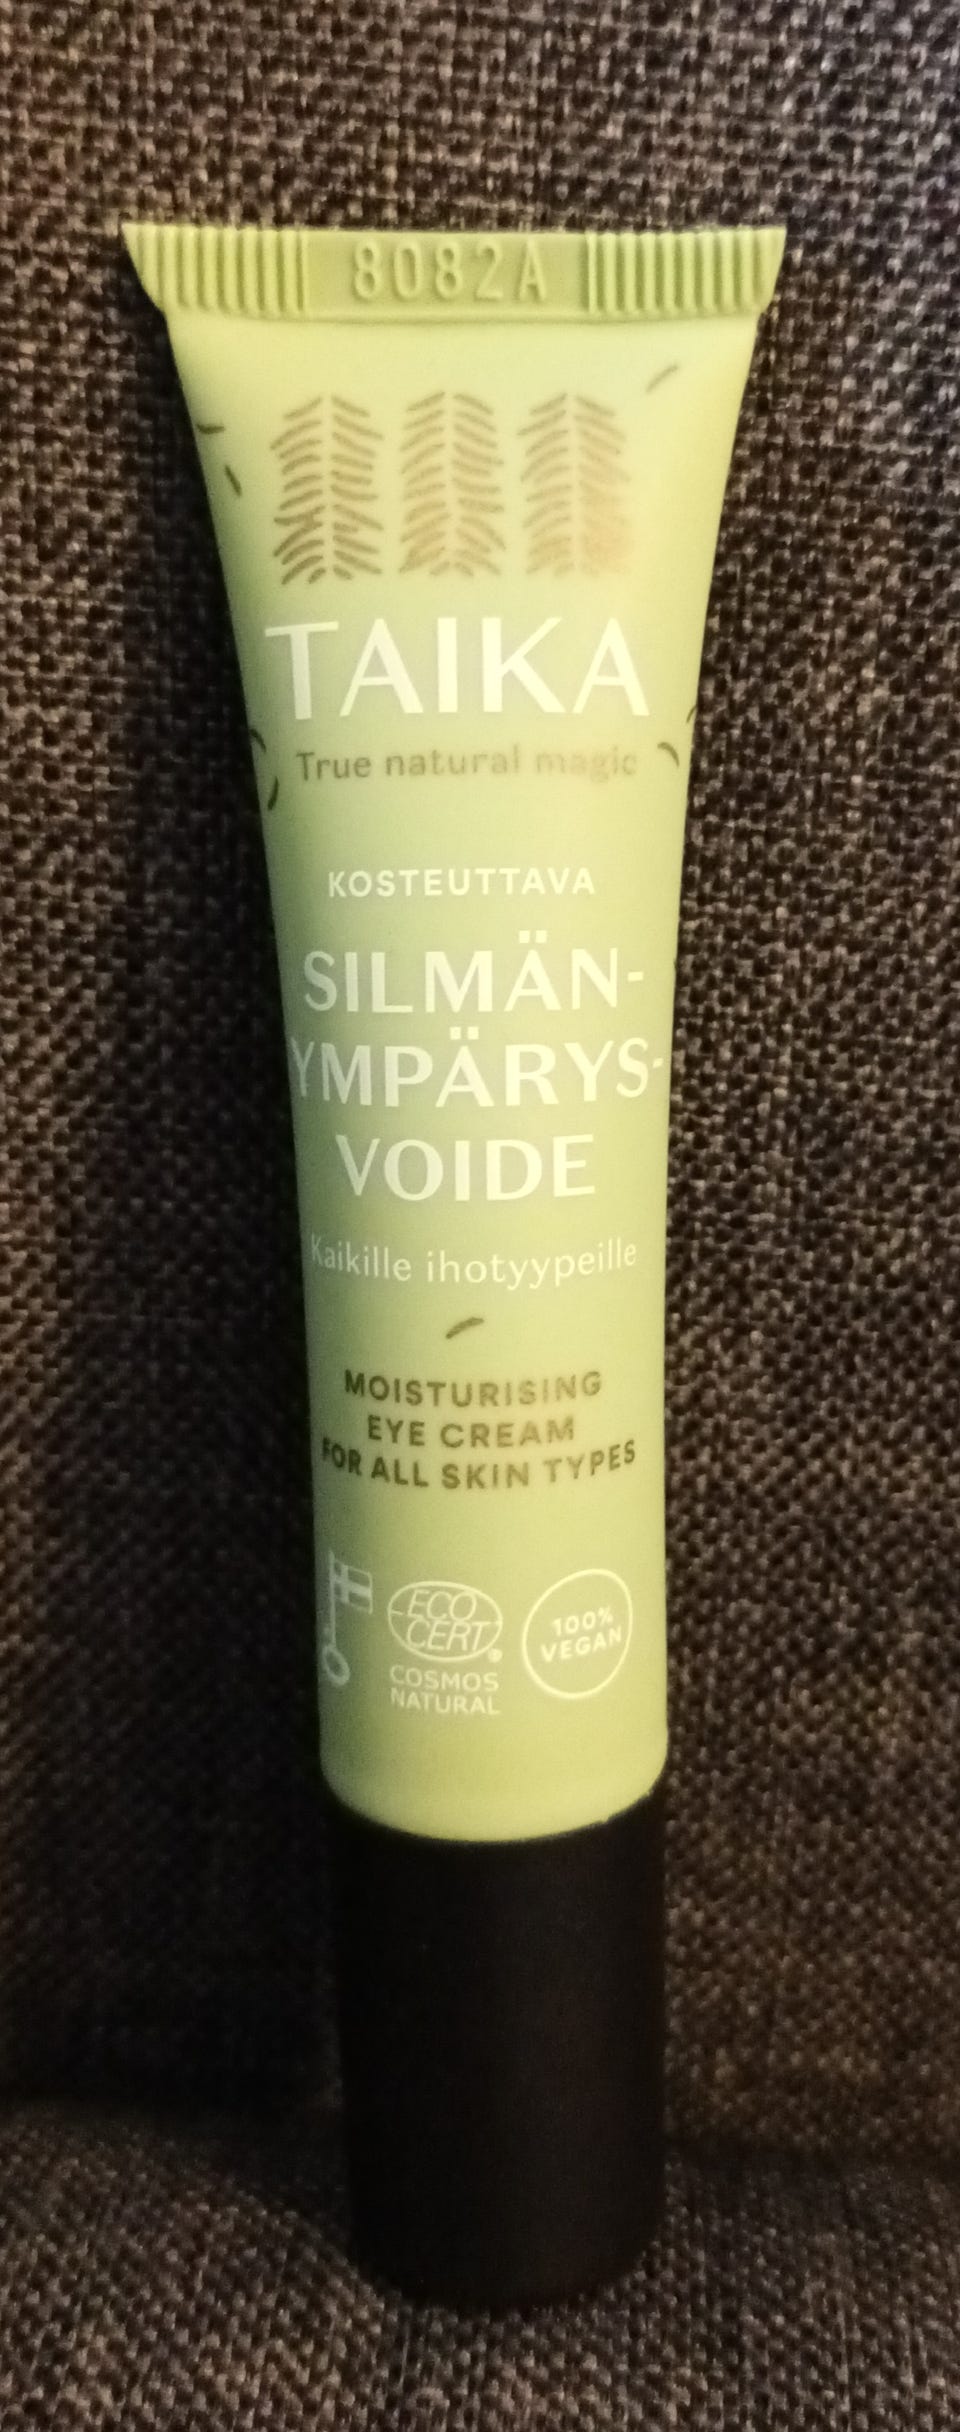 8082A
TAIKA
True natural magic
KOSTEUTTAVA
SILMÄN-
YMPÄRYS-
VOIDE
Kaikille ihotyypeille
MOISTURISING
EYE CREAM
FOR ALL SKIN TYPES
ECO
CERT®
COSMOS
NATURAL
100%
VEGAN